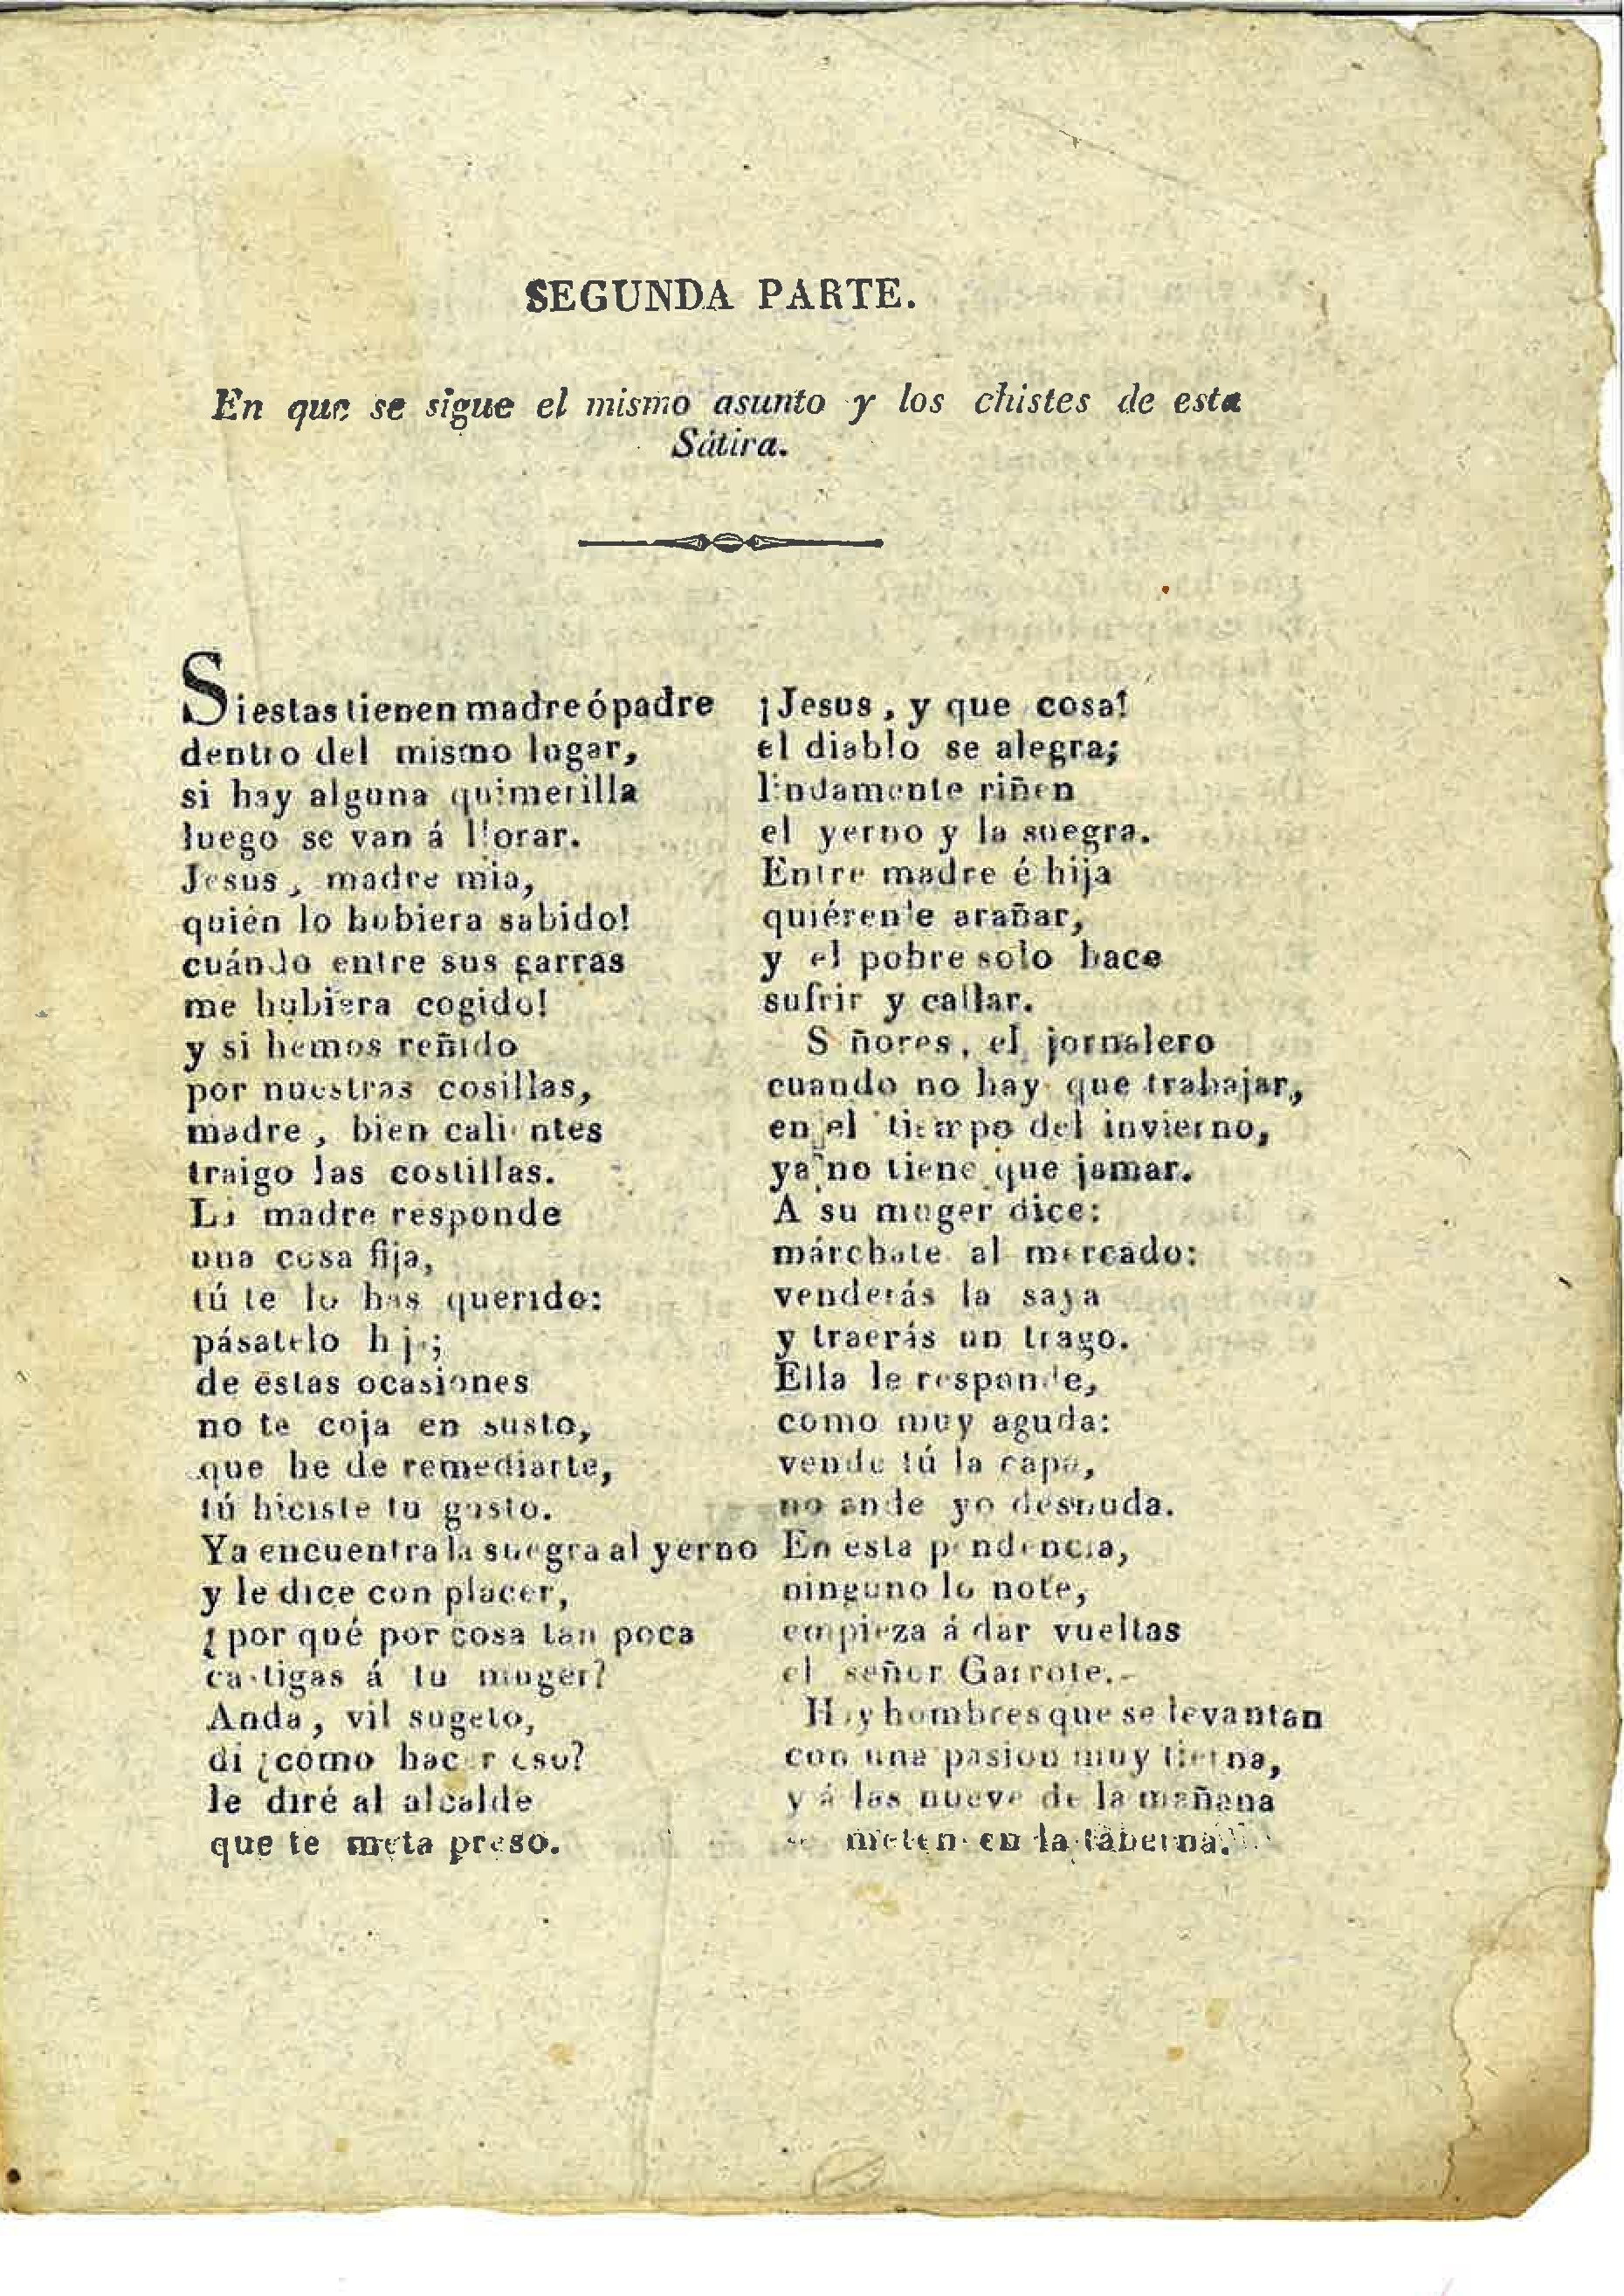 SEGUNDA PARTE.
En que se sigue el mismo asunto y los chistes de esta
Sátira.
Si estas tienen madre ó padre
dentro del mismo lugar,
si hay alguna quimerilla
luego se van á llorar.
Jesus, madre mia,
quién lo hubiera sabido!
cuándo entre sus garras
me hubiera cogido!
y si hemos reñido
por nuestras cosillas,
madre, bien calientes
traigo las costillas.
La madre responde
una cosa fija,
tú te lo has querido:
pásatelo hija;
de estas ocasiones
no te coja en susto,
que he de remediarte,
tú hiciste tu gusto.
Ya encuentra la suegra al yerno
y le dice con placer,
¿por qué por cosa tan poca
castigas á tu muger?
Anda, vil sugeto,
di ¿cómo hacer eso?
le diré al alcalde
que te meta preso.
¡Jesus, y que cosa!
el diablo se alegra;
lindamente riñen
el yerno y la suegra.
Entre madre é hija
quiérenle arañar,
y el pobre solo hace
sufrir y callar.
Señores, el jornalero
cuando no hay que trabajar,
en el tiempo del invierno,
ya no tiene que jamar.
A su muger dice:
márchate al mercado:
venderás la saya
y traerás un trago.
Ella le responde,
como muy aguda:
vende tú la capa,
no ande yo desnuda.
En esta pendencia,
ninguno lo note,
empieza á dar vueltas
el señor Garrote.
Hay hombres que se levantan
con una pasion muy tierna,
y á las nueve de la mañana
se meten en la taberna.